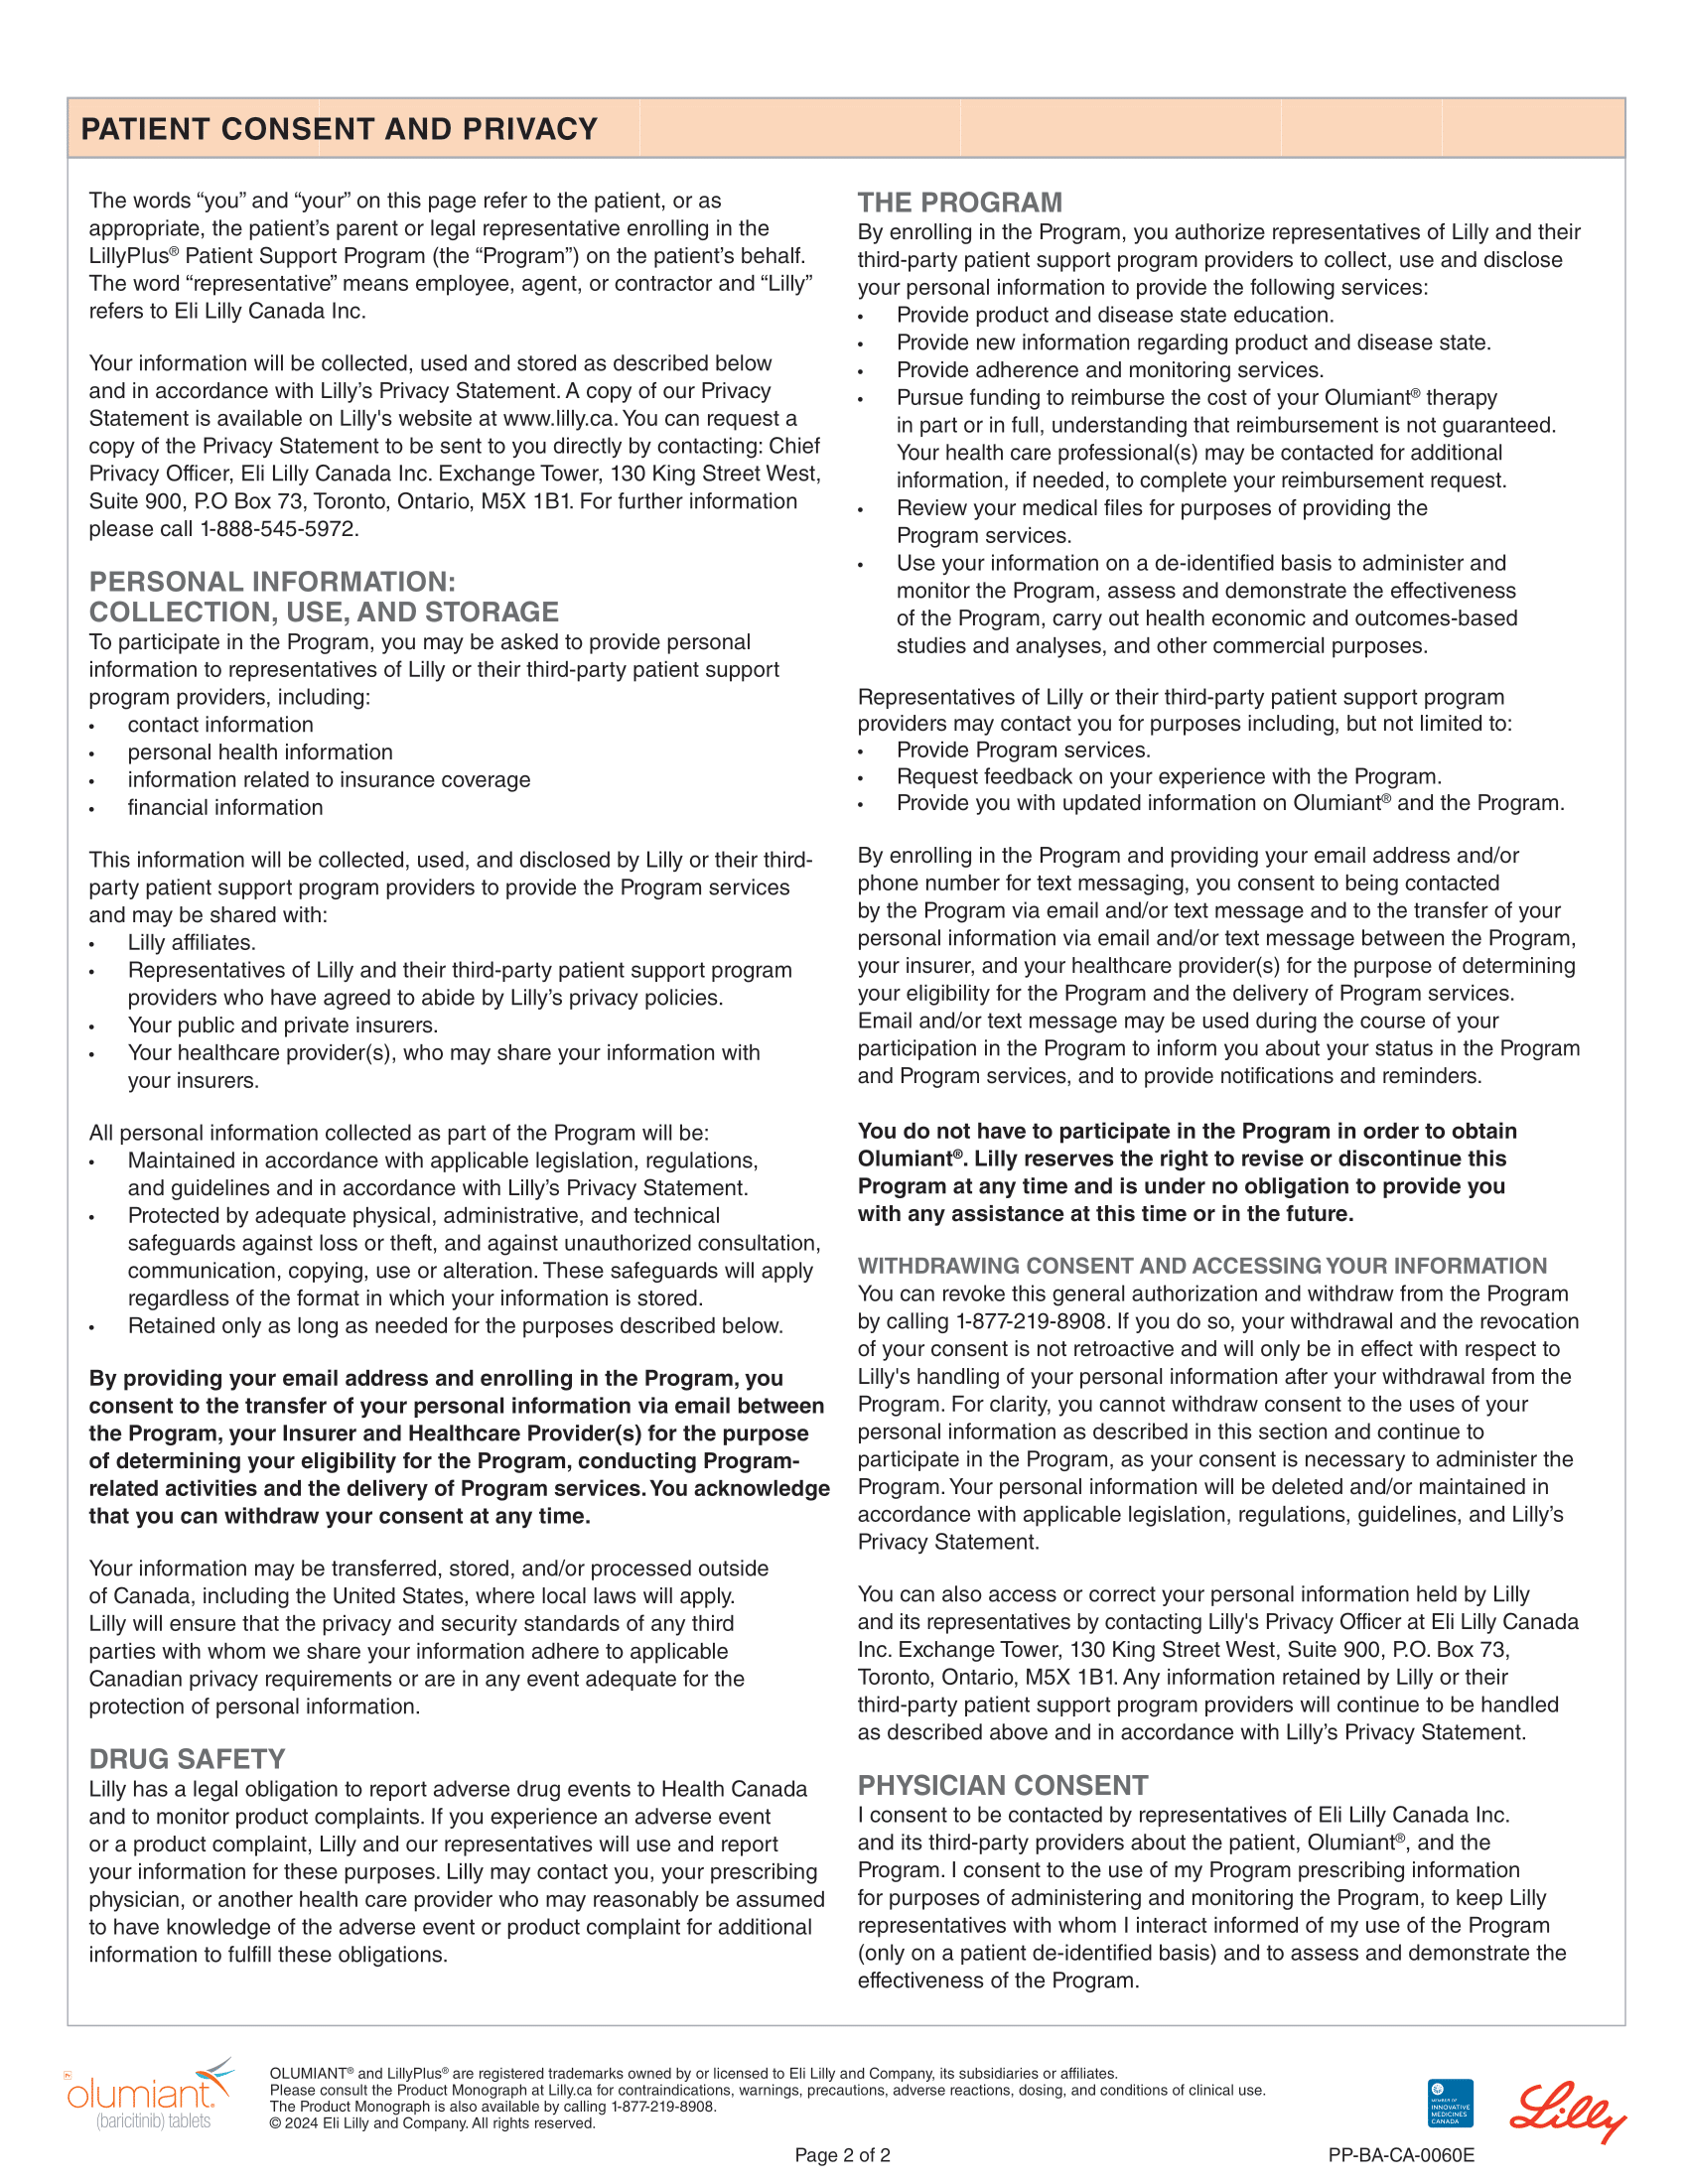 PATIENT CONSENT AND PRIVACY
The words “you” and “your” on this page refer to the patient, or as
appropriate, the patient’s parent or legal representative enrolling in the
LillyPlus® Patient Support Program (the “Program”) on the patient’s behalf.
The word “representative” means employee, agent, or contractor and “Lilly”
refers to Eli Lilly Canada Inc.
Your information will be collected, used and stored as described below
and in accordance with Lilly’s Privacy Statement. A copy of our Privacy
Statement is available on Lilly's website at www.lilly.ca. You can request a
copy of the Privacy Statement to be sent to you directly by contacting: Chief
Privacy Officer, Eli Lilly Canada Inc. Exchange Tower, 130 King Street West,
Suite 900, P.O Box 73, Toronto, Ontario, M5X 1B1. For further information
please call 1-888-545-5972.
PERSONAL INFORMATION:
COLLECTION, USE, AND STORAGE
To participate in the Program, you may be asked to provide personal
information to representatives of Lilly or their third-party patient support
program providers, including:
• contact information
• personal health information
• information related to insurance coverage
• financial information
This information will be collected, used, and disclosed by Lilly or their third-
party patient support program providers to provide the Program services
and may be shared with:
• Lilly affiliates.
• Representatives of Lilly and their third-party patient support program
providers who have agreed to abide by Lilly’s privacy policies.
• Your public and private insurers.
• Your healthcare provider(s), who may share your information with
your insurers.
All personal information collected as part of the Program will be:
• Maintained in accordance with applicable legislation, regulations,
and guidelines and in accordance with Lilly’s Privacy Statement.
• Protected by adequate physical, administrative, and technical
safeguards against loss or theft, and against unauthorized consultation,
communication, copying, use or alteration. These safeguards will apply
regardless of the format in which your information is stored.
• Retained only as long as needed for the purposes described below.
By providing your email address and enrolling in the Program, you
consent to the transfer of your personal information via email between
the Program, your Insurer and Healthcare Provider(s) for the purpose
of determining your eligibility for the Program, conducting Program-
related activities and the delivery of Program services. You acknowledge
that you can withdraw your consent at any time.
Your information may be transferred, stored, and/or processed outside
of Canada, including the United States, where local laws will apply.
Lilly will ensure that the privacy and security standards of any third
parties with whom we share your information adhere to applicable
Canadian privacy requirements or are in any event adequate for the
protection of personal information.
DRUG SAFETY
Lilly has a legal obligation to report adverse drug events to Health Canada
and to monitor product complaints. If you experience an adverse event
or a product complaint, Lilly and our representatives will use and report
your information for these purposes. Lilly may contact you, your prescribing
physician, or another health care provider who may reasonably be assumed
to have knowledge of the adverse event or product complaint for additional
information to fulfill these obligations.
THE PROGRAM
By enrolling in the Program, you authorize representatives of Lilly and their
third-party patient support program providers to collect, use and disclose
your personal information to provide the following services:
• Provide product and disease state education.
• Provide new information regarding product and disease state.
• Provide adherence and monitoring services.
• Pursue funding to reimburse the cost of your Olumiant® therapy
in part or in full, understanding that reimbursement is not guaranteed.
Your health care professional(s) may be contacted for additional
information, if needed, to complete your reimbursement request.
• Review your medical files for purposes of providing the
Program services.
• Use your information on a de-identified basis to administer and
monitor the Program, assess and demonstrate the effectiveness
of the Program, carry out health economic and outcomes-based
studies and analyses, and other commercial purposes.
Representatives of Lilly or their third-party patient support program
providers may contact you for purposes including, but not limited to:
• Provide Program services.
• Request feedback on your experience with the Program.
• Provide you with updated information on Olumiant® and the Program.
By enrolling in the Program and providing your email address and/or
phone number for text messaging, you consent to being contacted
by the Program via email and/or text message and to the transfer of your
personal information via email and/or text message between the Program,
your insurer, and your healthcare provider(s) for the purpose of determining
your eligibility for the Program and the delivery of Program services.
Email and/or text message may be used during the course of your
participation in the Program to inform you about your status in the Program
and Program services, and to provide notifications and reminders.
You do not have to participate in the Program in order to obtain
Olumiant®. Lilly reserves the right to revise or discontinue this
Program at any time and is under no obligation to provide you
with any assistance at this time or in the future.
WITHDRAWING CONSENT AND ACCESSING YOUR INFORMATION
You can revoke this general authorization and withdraw from the Program
by calling 1-877-219-8908. If you do so, your withdrawal and the revocation
of your consent is not retroactive and will only be in effect with respect to
Lilly's handling of your personal information after your withdrawal from the
Program. For clarity, you cannot withdraw consent to the uses of your
personal information as described in this section and continue to
participate in the Program, as your consent is necessary to administer the
Program. Your personal information will be deleted and/or maintained in
accordance with applicable legislation, regulations, guidelines, and Lilly’s
Privacy Statement.
You can also access or correct your personal information held by Lilly
and its representatives by contacting Lilly's Privacy Officer at Eli Lilly Canada
Inc. Exchange Tower, 130 King Street West, Suite 900, P.O. Box 73,
Toronto, Ontario, M5X 1B1. Any information retained by Lilly or their
third-party patient support program providers will continue to be handled
as described above and in accordance with Lilly’s Privacy Statement.
PHYSICIAN CONSENT
I consent to be contacted by representatives of Eli Lilly Canada Inc.
and its third-party providers about the patient, Olumiant®, and the
Program. I consent to the use of my Program prescribing information
for purposes of administering and monitoring the Program, to keep Lilly
representatives with whom I interact informed of my use of the Program
(only on a patient de-identified basis) and to assess and demonstrate the
effectiveness of the Program.
olumiant®
(baricitinib) tablets
OLUMIANT® and LillyPlus® are registered trademarks owned by or licensed to Eli Lilly and Company, its subsidiaries or affiliates.
Please consult the Product Monograph at Lilly.ca for contraindications, warnings, precautions, adverse reactions, dosing, and conditions of clinical use.
The Product Monograph is also available by calling 1-877-219-8908.
© 2024 Eli Lilly and Company. All rights reserved.
MEMBER OF
INNOVATIVE
MEDICINES
CANADA
Lilly
Page 2 of 2
PP-BA-CA-0060E